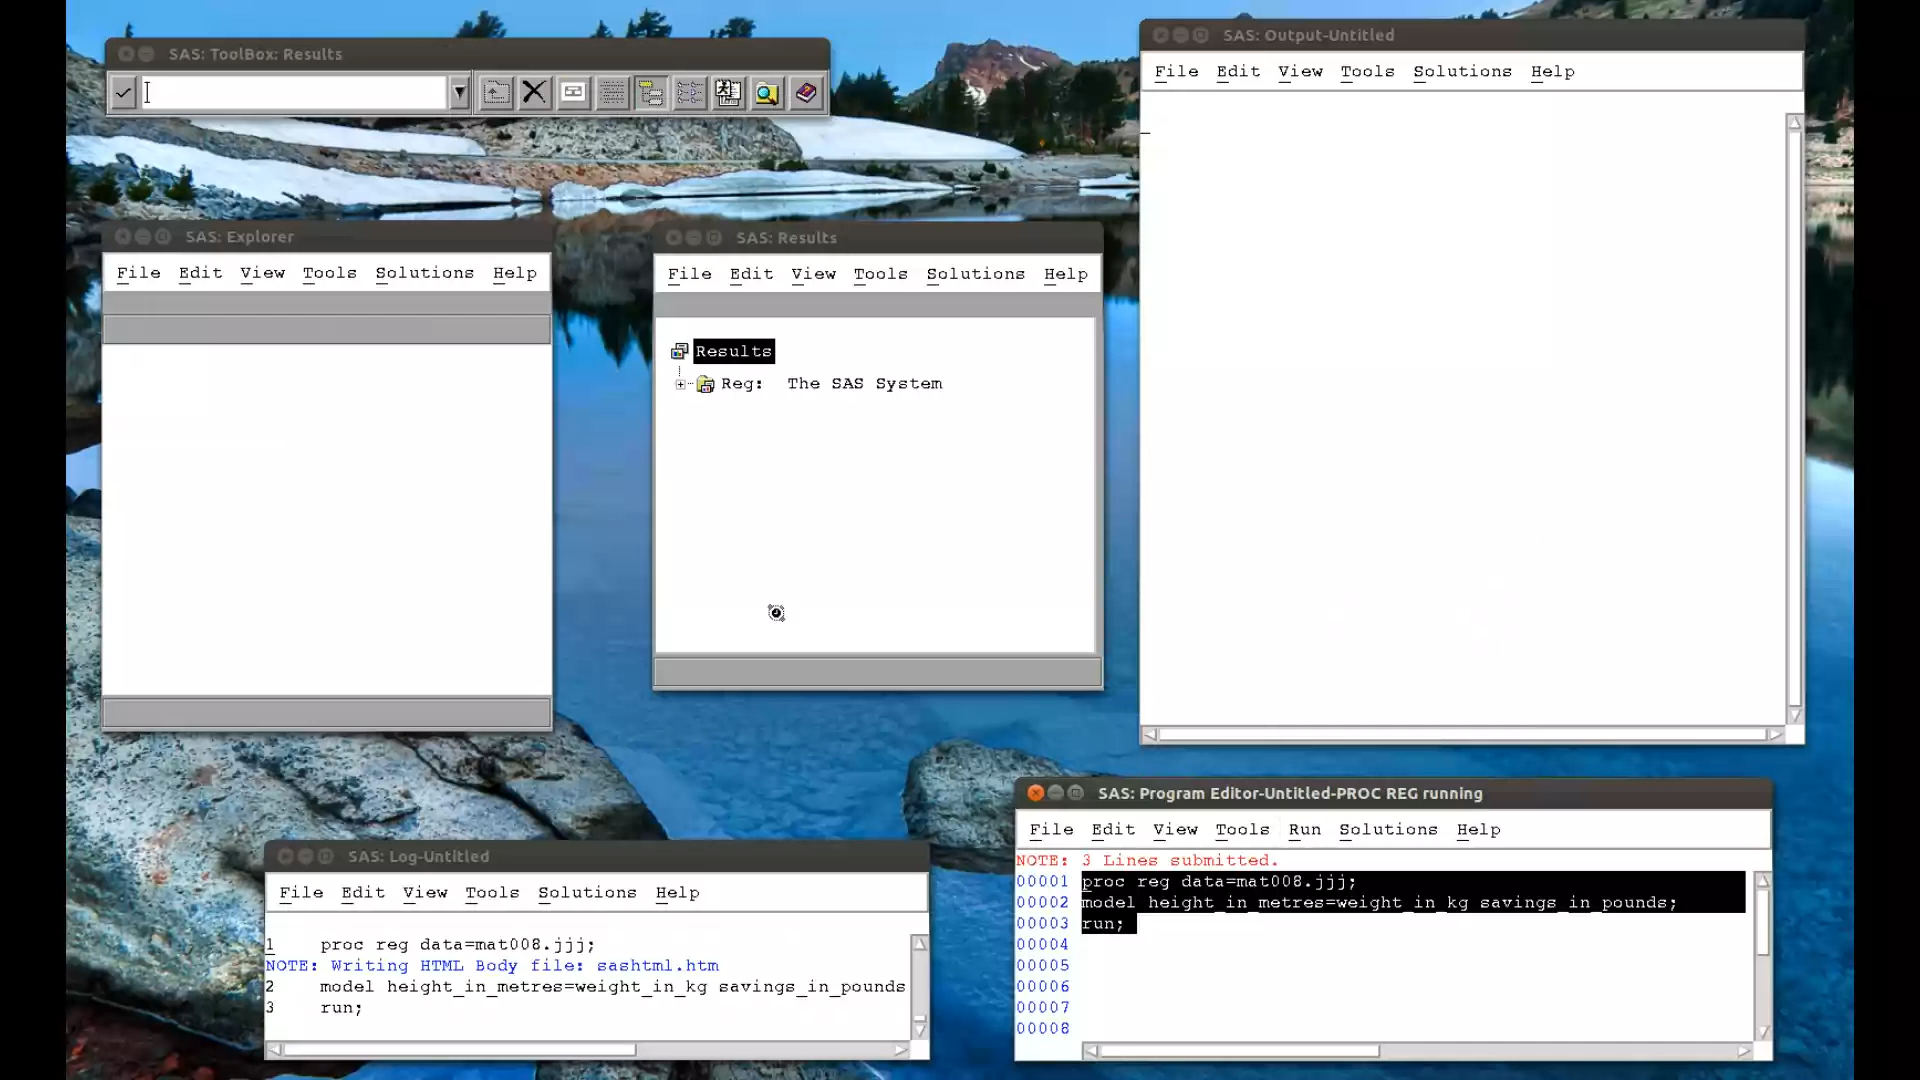 SAS: ToolBox: Results
SAS: Output-Untitled
File Edit View Tools Solutions Help
SAS: Explorer
File Edit View Tools Solutions Help
SAS: Results
File Edit View Tools Solutions Help
Results
Reg: The SAS System
SAS: Log-Untitled
File Edit View Tools Solutions Help
1 proc reg data=mat008.jjj;
NOTE: Writing HTML Body file: sashtml.htm
2 model height_in_metres=weight_in_kg savings_in_pounds
3 run;
SAS: Program Editor-Untitled-PROC REG running
File Edit View Tools Run Solutions Help
NOTE: 3 Lines submitted.
00001 proc reg data=mat008.jjj;
00002 model height_in_metres=weight_in_kg savings_in_pounds;
00003 run;
00004
00005
00006
00007
00008